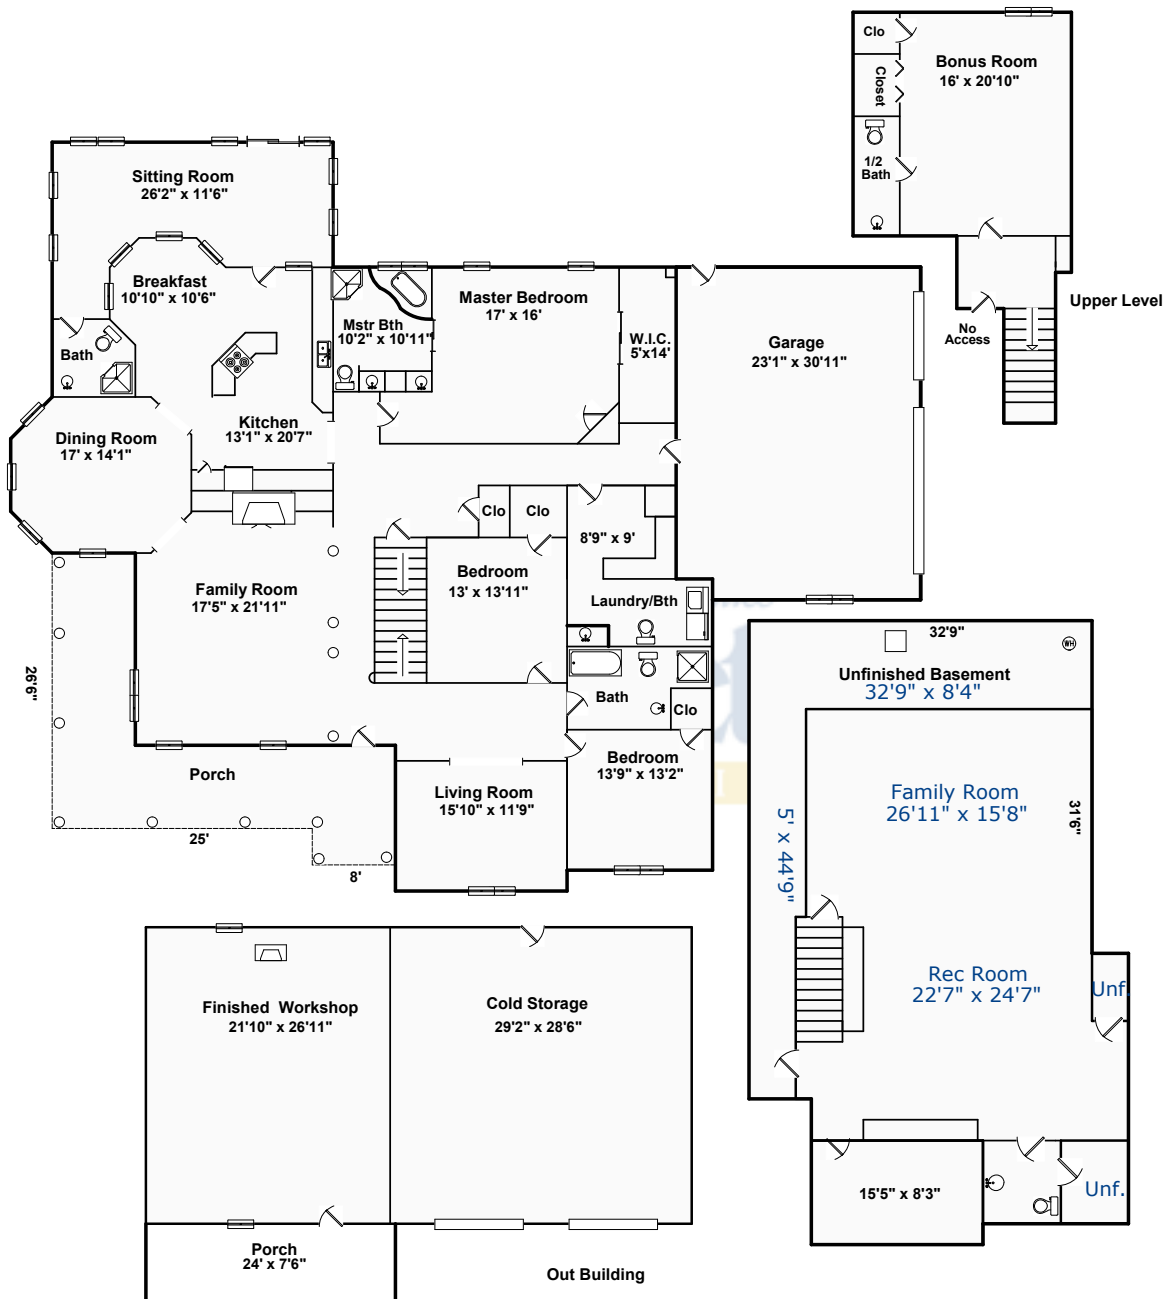 Clo
Bonus Room
16' x 20'10"
Closet
1/2
Bath
Upper Level
No
Access
Sitting Room
26'2" x 11'6"
Breakfast
10'10" x 10'6"
Bath
Mstr Bth
10'2" x 10'11"
Master Bedroom
17' x 16'
W.I.C.
5'x14'
Garage
23'1" x 30'11"
Dining Room
17' x 14'1"
Kitchen
13'1" x 20'7"
Clo
Clo
8'9" x 9'
Family Room
17'5" x 21'11"
Bedroom
13' x 13'11"
Laundry/Bth
Bath
Clo
26'6"
Porch
25'
8'
Living Room
15'10" x 11'9"
Bedroom
13'9" x 13'2"
32'9"
WH
Unfinished Basement
32'9" x 8'4"
Family Room
26'11" x 15'8"
31'6"
5' x 44'9"
Rec Room
22'7" x 24'7"
Unf.
15'5" x 8'3"
Unf.
Finished Workshop
21'10" x 26'11"
Cold Storage
29'2" x 28'6"
Porch
24' x 7'6"
Out Building